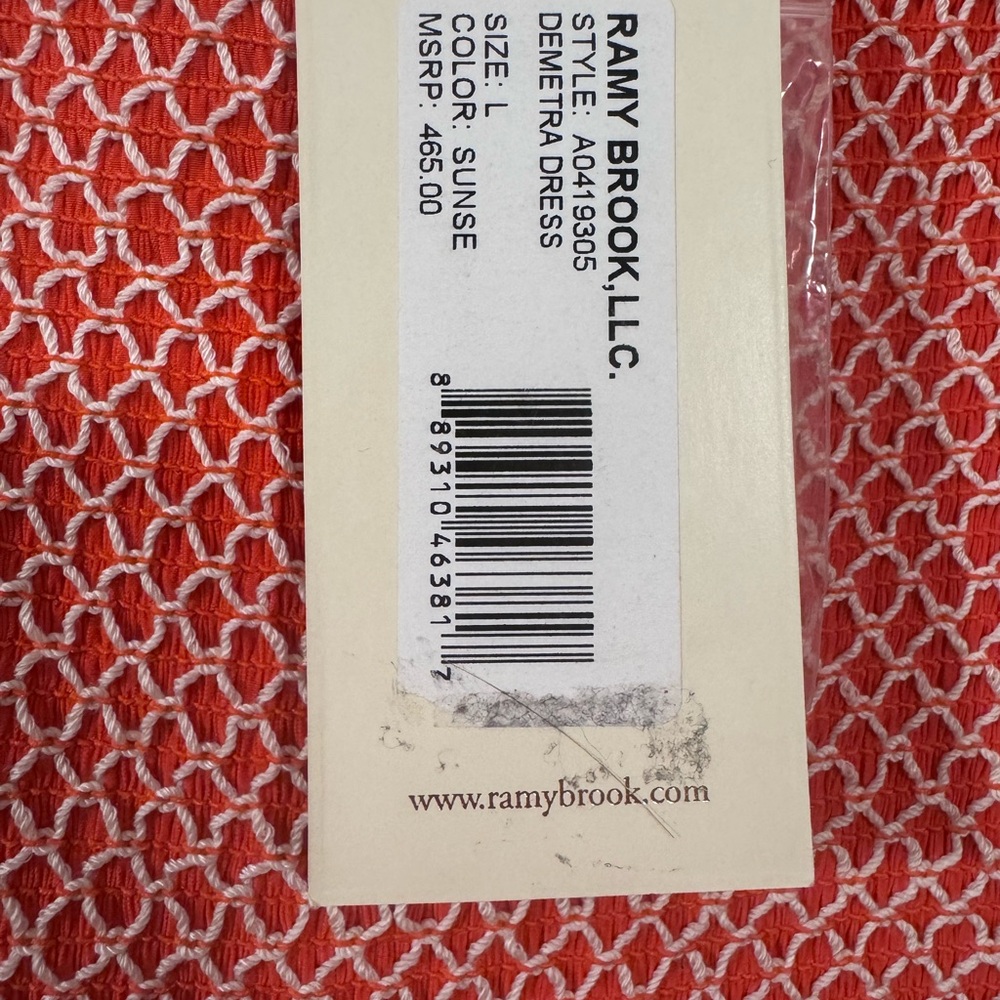 RAMY BROOK,LLC.
STYLE: A0419305
DEMETRA DRESS
SIZE: L
COLOR: SUNSE
MSRP: 465.00
8 89310 46381 7
www.ramybrook.com